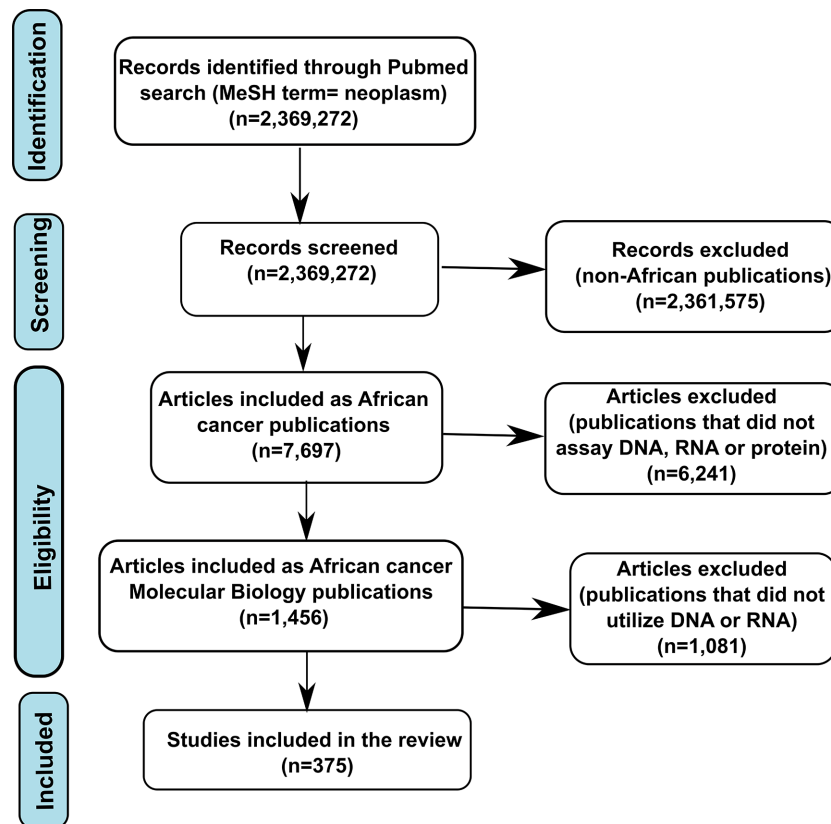 Identification
Records identified through Pubmed
search (MeSH term= neoplasm)
(n=2,369,272)
Screening
Records screened
(n=2,369,272)
Records excluded
(non-African publications)
(n=2,361,575)
Eligibility
Articles included as African
cancer publications
(n=7,697)
Articles excluded
(publications that did not
assay DNA, RNA or protein)
(n=6,241)
Articles included as African cancer
Molecular Biology publications
(n=1,456)
Articles excluded
(publications that did not
utilize DNA or RNA)
(n=1,081)
Included
Studies included in the review
(n=375)